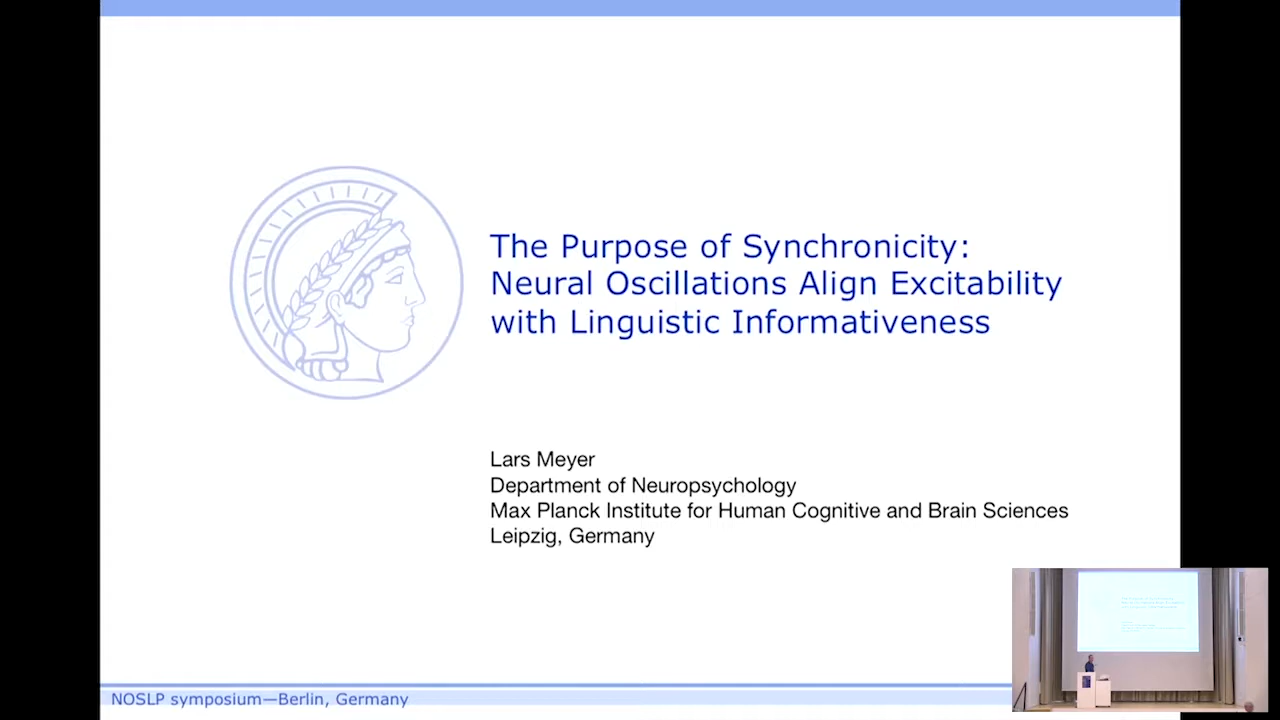 The Purpose of Synchronicity:
Neural Oscillations Align Excitability
with Linguistic Informativeness
Lars Meyer
Department of Neuropsychology
Max Planck Institute for Human Cognitive and Brain Sciences
Leipzig, Germany
NOSLP symposium—Berlin, Germany